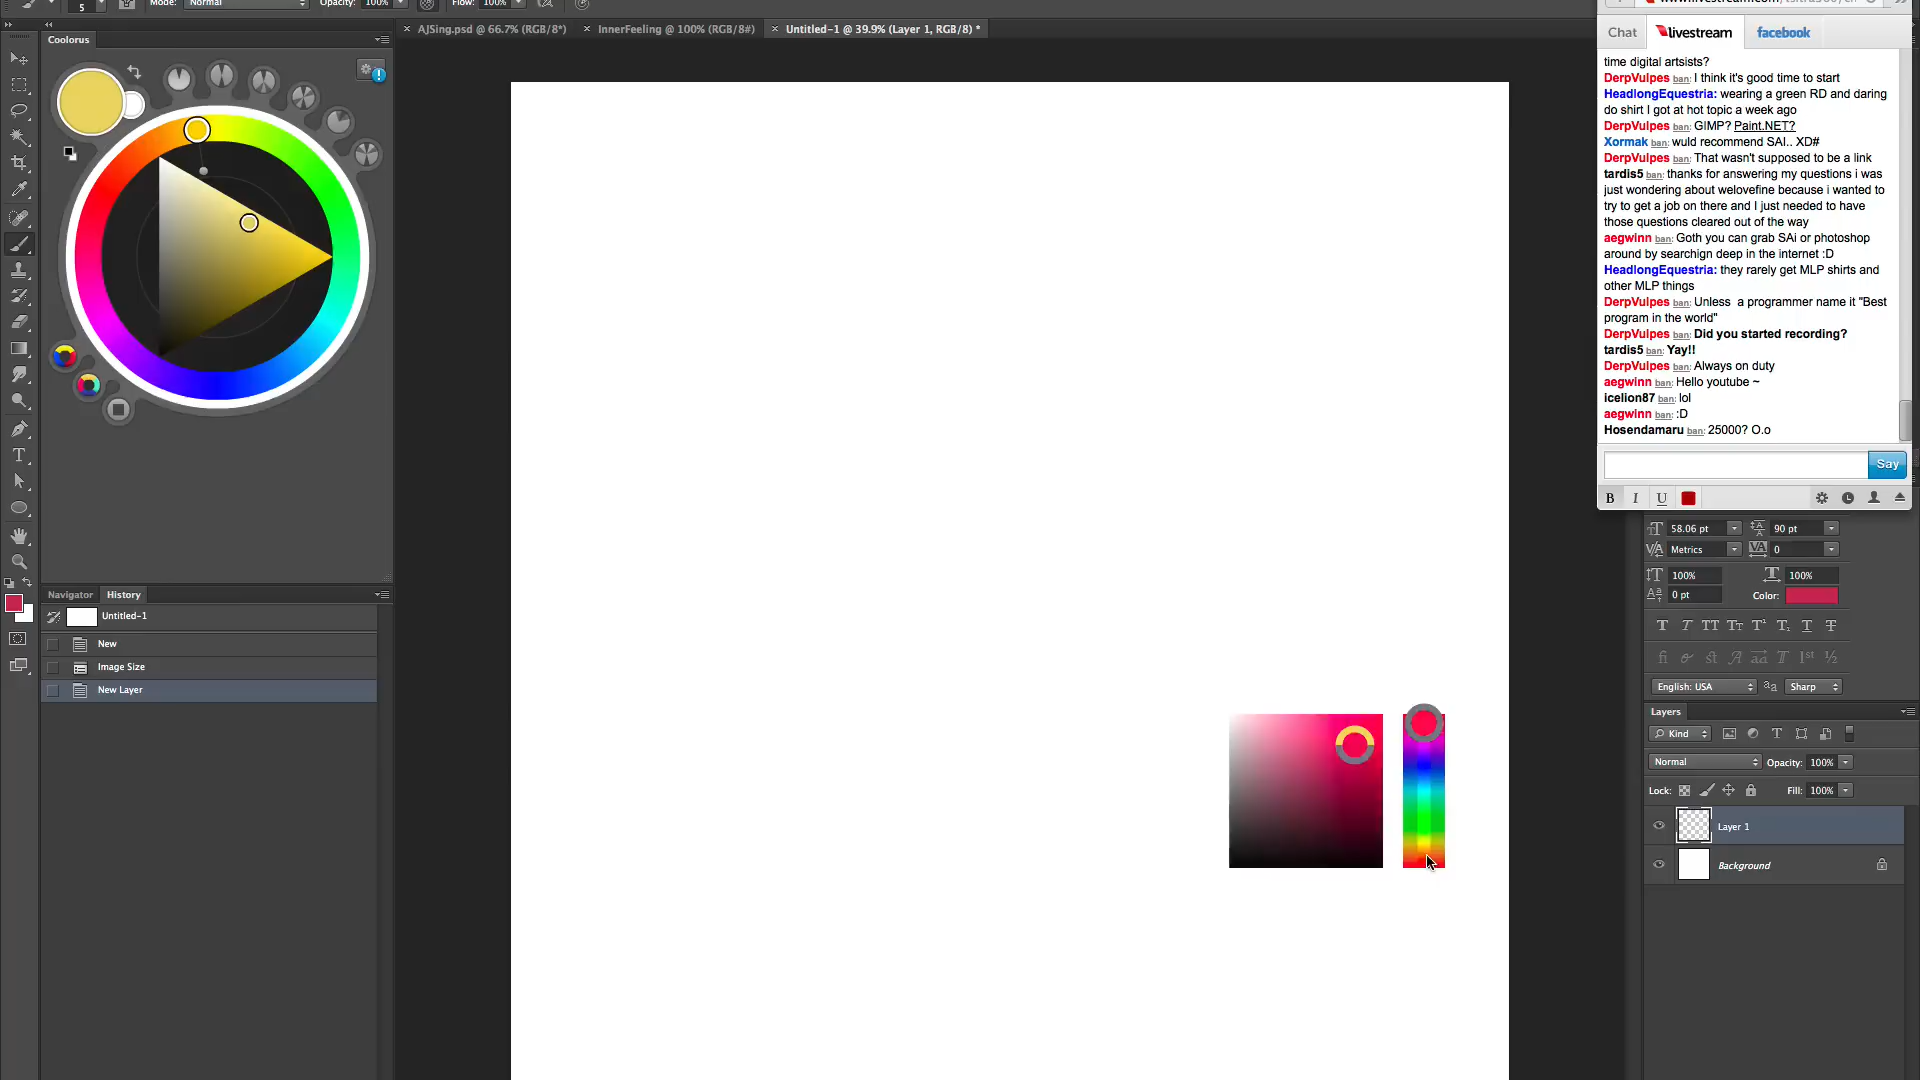 5 Mode: Normal Opacity: 100% Flow: 100%
Coolorus
AJSing.psd @ 66.7% (RGB/8*)
InnerFeeling @ 100% (RGB/8#)
Untitled-1 @ 39.9% (Layer 1, RGB/8) *
Navigator History
Untitled-1
New
Image Size
New Layer
Chat livestream facebook
time digital artsists?
DerpVulpes ban: I think it's good time to start
HeadlongEquestria: wearing a green RD and daring
do shirt I got at hot topic a week ago
DerpVulpes ban: GIMP? Paint.NET?
Xormak ban: wuld recommend SAI.. XD#
DerpVulpes ban: That wasn't supposed to be a link
tardis5 ban: thanks for answering my questions i was
just wondering about welovefine because i wanted to
try to get a job on there and I just needed to have
those questions cleared out of the way
aegwinn ban: Goth you can grab SAi or photoshop
around by searchign deep in the internet :D
HeadlongEquestria: they rarely get MLP shirts and
other MLP things
DerpVulpes ban: Unless a programmer name it "Best
program in the world"
DerpVulpes ban: Did you started recording?
tardis5 ban: Yay!!
DerpVulpes ban: Always on duty
aegwinn ban: Hello youtube ~
icelion87 ban: lol
aegwinn ban: :D
Hosendamaru ban: 25000? O.o
Say
B I U
58.06 pt 90 pt
Metrics 0
100% 100%
0 pt Color:
English: USA Sharp
Layers
Kind
Normal Opacity: 100%
Lock: Fill: 100%
Layer 1
Background